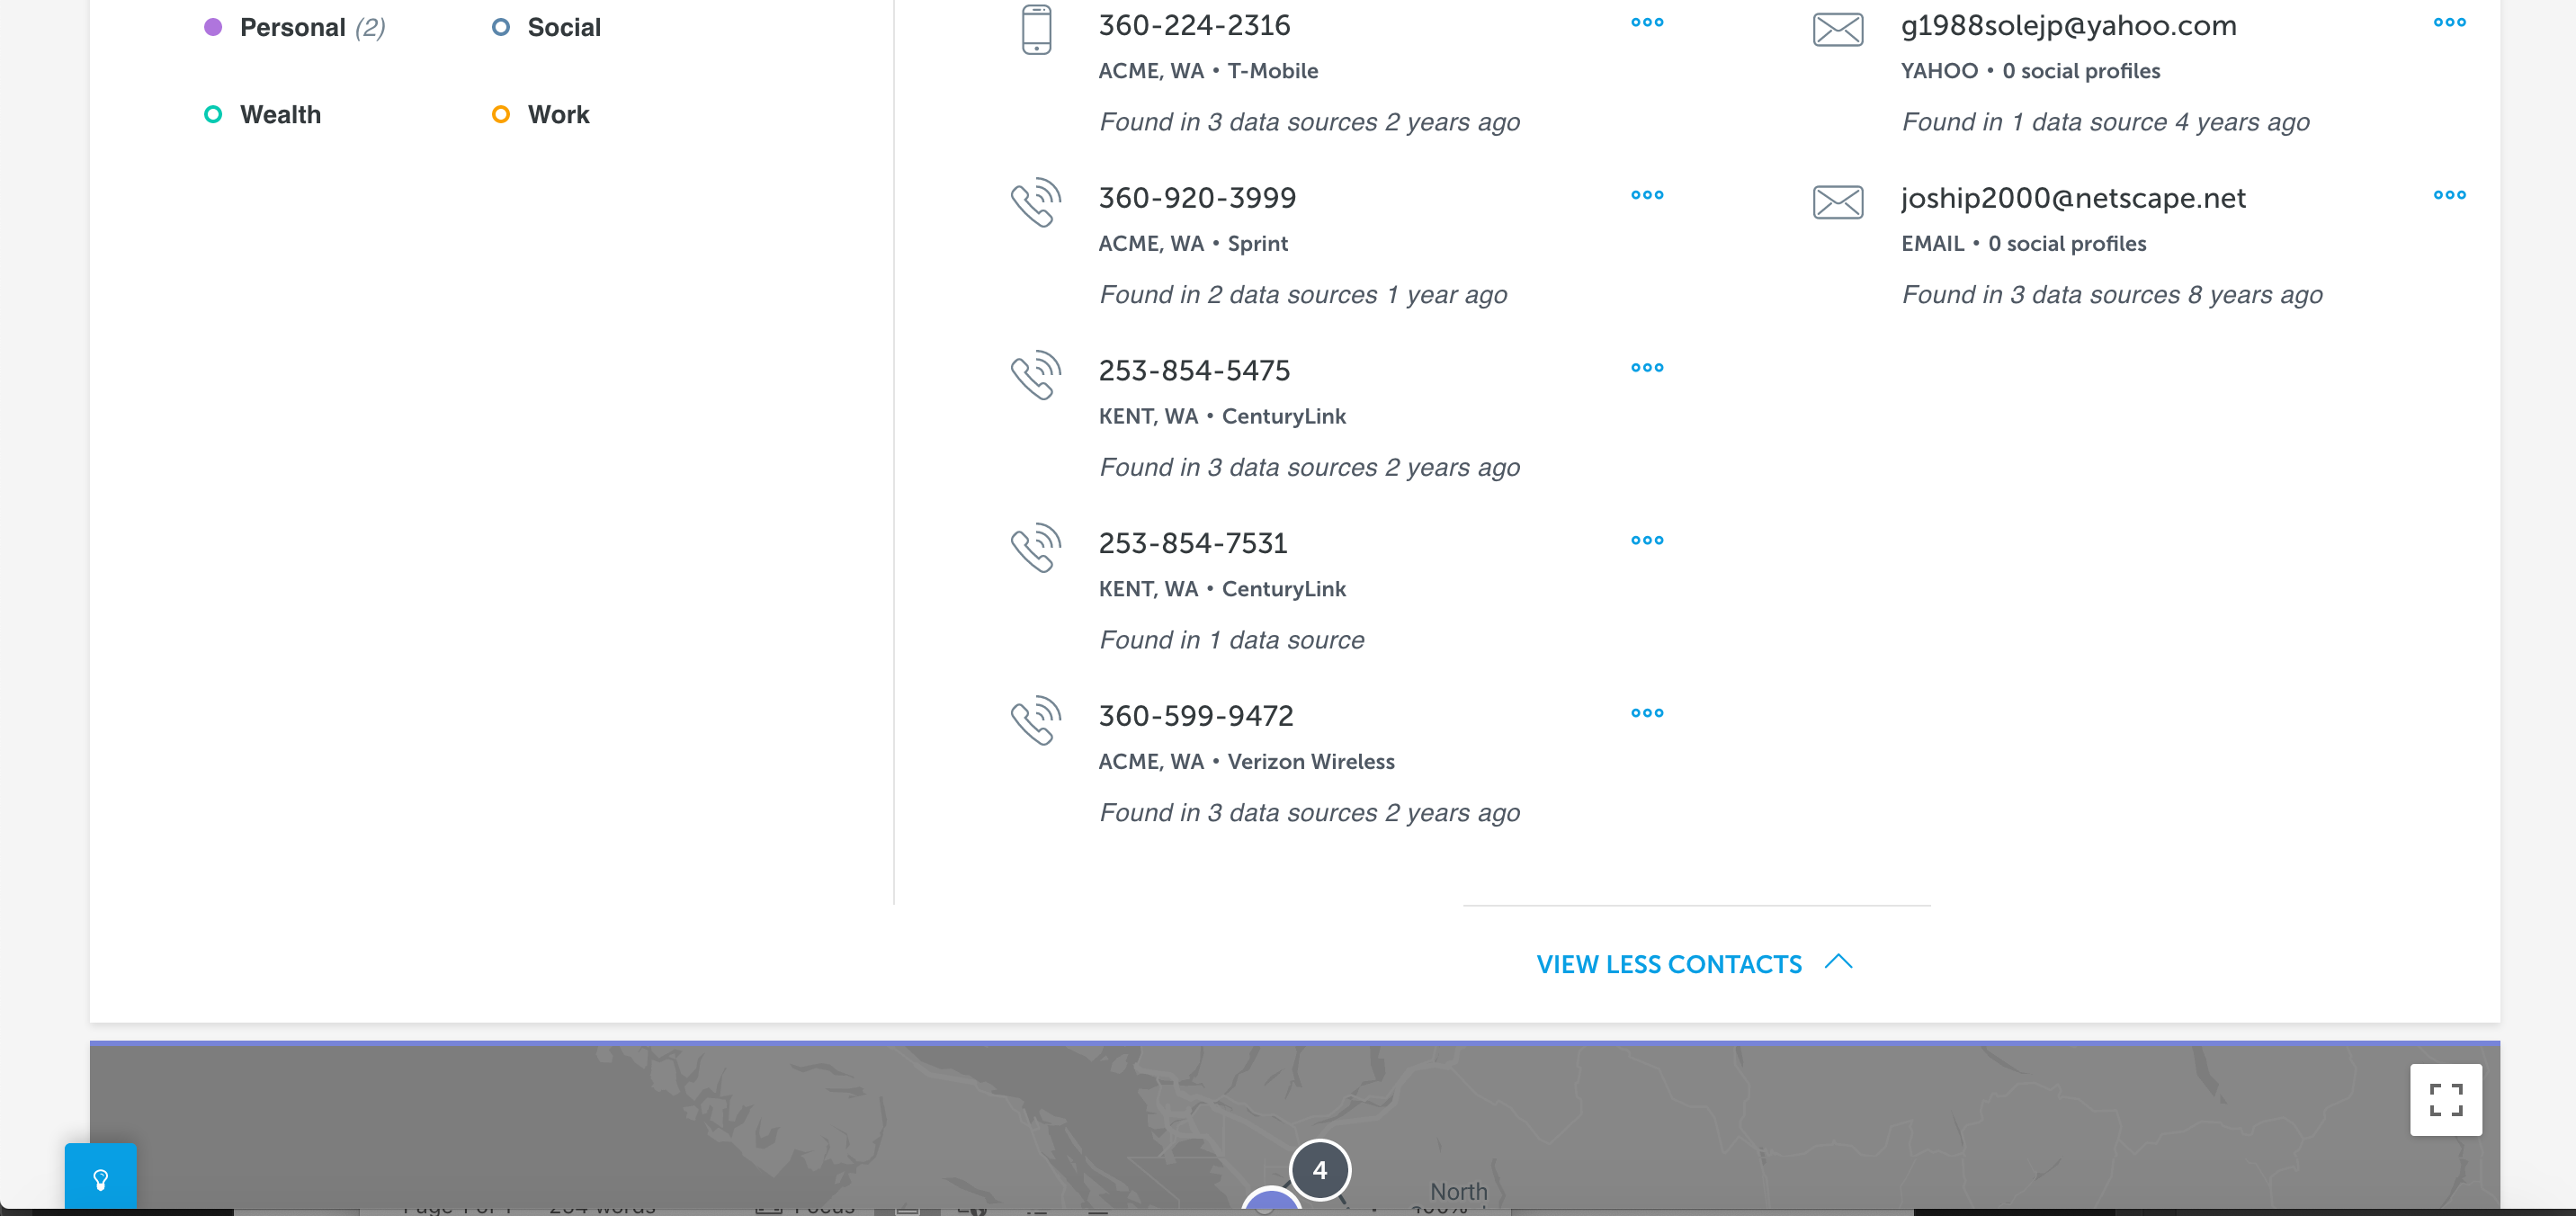 Personal (2)
Social
Wealth
Work
360-224-2316
ACME, WA • T-Mobile
Found in 3 data sources 2 years ago
360-920-3999
ACME, WA • Sprint
Found in 2 data sources 1 year ago
253-854-5475
KENT, WA • CenturyLink
Found in 3 data sources 2 years ago
253-854-7531
KENT, WA • CenturyLink
Found in 1 data source
360-599-9472
ACME, WA • Verizon Wireless
Found in 3 data sources 2 years ago
g1988solejp@yahoo.com
YAHOO • 0 social profiles
Found in 1 data source 4 years ago
joship2000@netscape.net
EMAIL • 0 social profiles
Found in 3 data sources 8 years ago
VIEW LESS CONTACTS
4
North